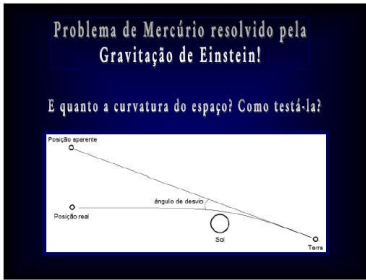 Problema de Mercúrio resolvido pela
Gravitação de Einstein!
E quanto a curvatura do espaço? Como testá-la?
Posição aparente
ângulo de desvio
Posição real
Sol
Terra